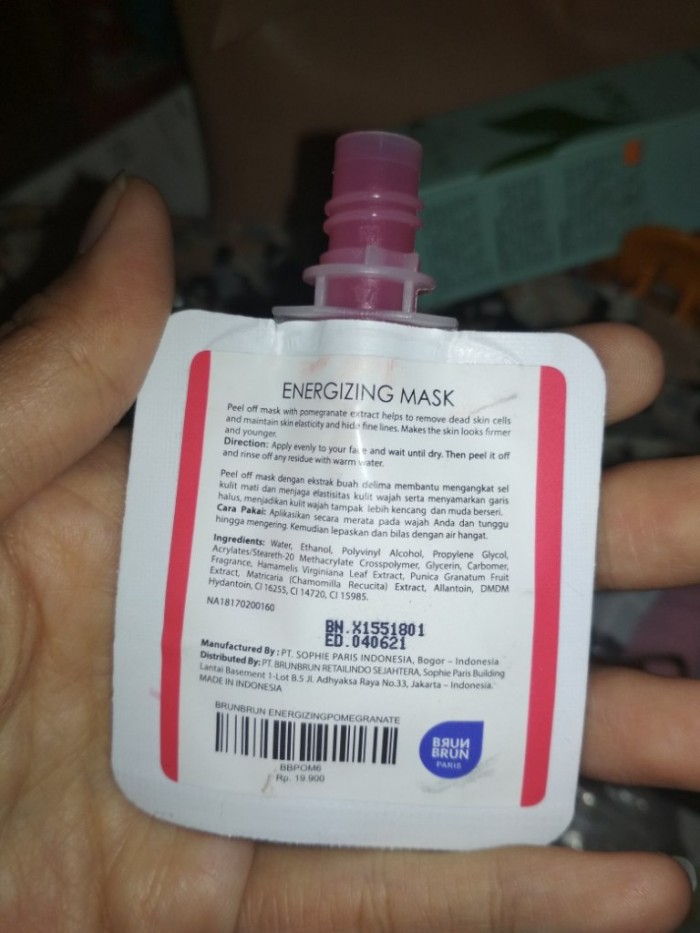 ENERGIZING MASK
Peel off mask with pomegranate extract helps to remove dead skin cells
and maintain skin elasticity and hide fine lines. Makes the skin looks firmer
and younger.
Direction: Apply evenly to your face and wait until dry. Then peel it off
and rinse off any residue with warm water.
Peel off mask dengan ekstrak buah delima membantu mengangkat sel
kulit mati dan menjaga elastisitas kulit wajah serta menyamarkan garis
halus, menjadikan kulit wajah tampak lebih kencang dan muda berseri.
Cara Pakai: Aplikasikan secara merata pada wajah Anda dan tunggu
hingga mengering. Kemudian lepaskan dan bilas dengan air hangat.
Ingredients: Water, Ethanol, Polyvinyl Alcohol, Propylene Glycol,
Acrylates/Steareth-20 Methacrylate Crosspolymer, Glycerin, Carbomer,
Fragrance, Hamamelis Virginiana Leaf Extract, Punica Granatum Fruit
Extract, Matricaria (Chamomilla Recucita) Extract, Allantoin, DMDM
Hydantoin, CI 16255, CI 14720, CI 15985.
NA18170200160
BN.X1551801
ED.040621
Manufactured By : PT. SOPHIE PARIS INDONESIA, Bogor – Indonesia
Distributed By: PT. BRUNBRUN RETAILINDO SEJAHTERA, Sophie Paris Building
Lantai Basement 1-Lot B.5 Jl. Adhyaksa Raya No.33, Jakarta – Indonesia.
MADE IN INDONESIA
BRUNBRUN ENERGIZINGPOMEGRANATE
BBPOM6
Rp. 19.900
BRUN
BRUN
PARIS